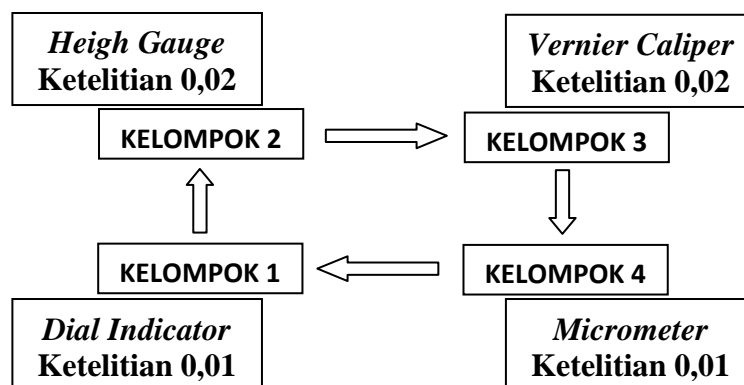 Heigh Gauge
Ketelitian 0,02
KELOMPOK 2
Vernier Caliper
Ketelitian 0,02
KELOMPOK 3
KELOMPOK 1
Dial Indicator
Ketelitian 0,01
KELOMPOK 4
Micrometer
Ketelitian 0,01